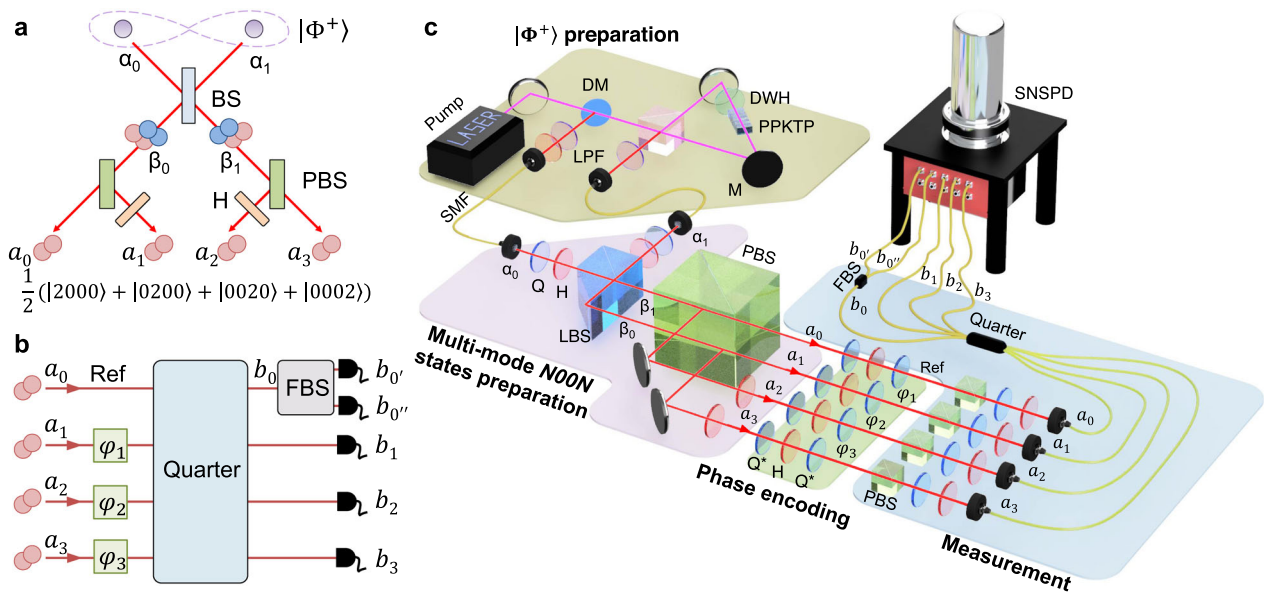 a
|Φ⁺⟩
α₀
α₁
BS
β₀
β₁
PBS
H
a₀
a₁
a₂
a₃
1/2(|2000⟩ + |0200⟩ + |0020⟩ + |0002⟩)
b
a₀
Ref
b₀
FBS
b₀′
b₀″
a₁
φ₁
b₁
Quarter
a₂
φ₂
b₂
a₃
φ₃
b₃
c
|Φ⁺⟩ preparation
Pump
LASER
DM
DWH
PPKTP
LPF
M
SMF
SNSPD
α₀
α₁
Q
H
LBS
β₁
β₀
PBS
Multi-mode N00N
states preparation
a₀
a₁
a₂
a₃
Ref
φ₁
φ₂
φ₃
Q*
H
Q*
Phase encoding
b₀′
b₀″
b₁
b₂
b₃
FBS
b₀
Quarter
a₀
a₁
a₂
a₃
PBS
Measurement